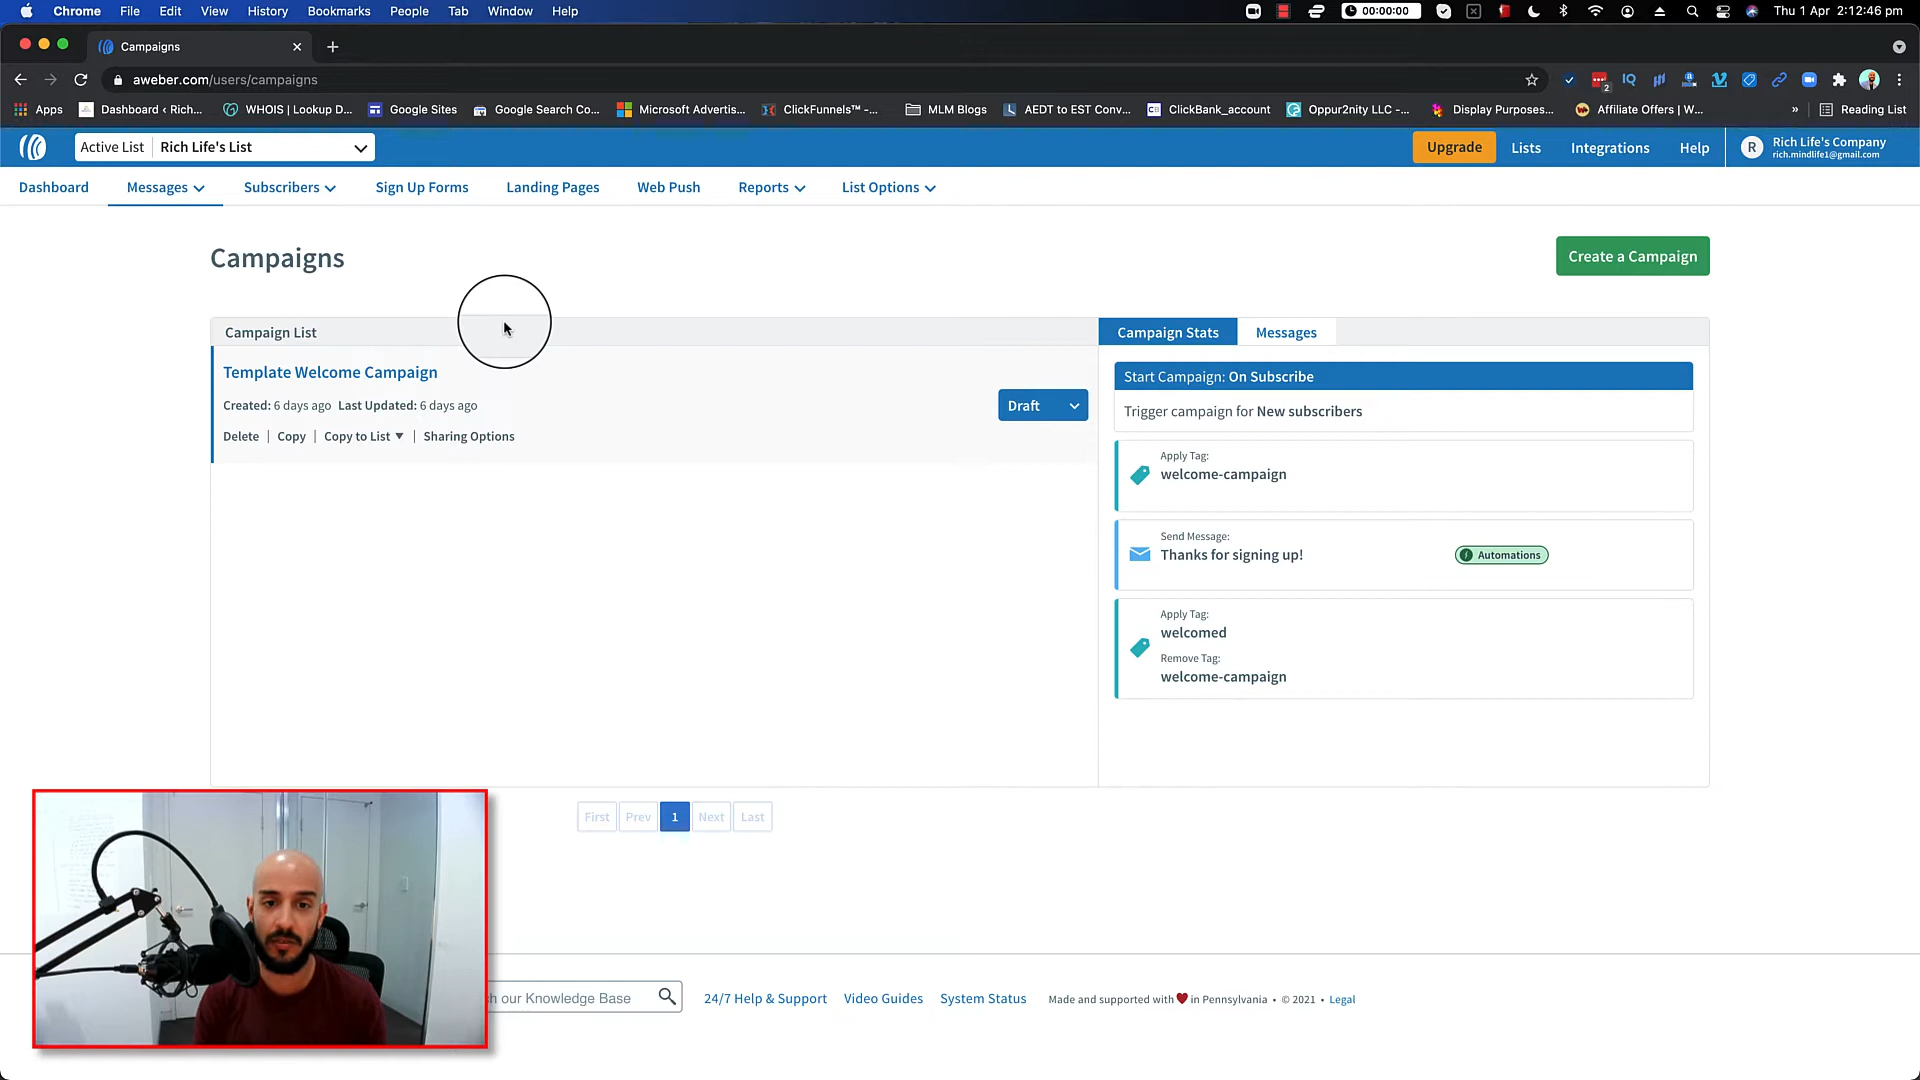 Chrome File Edit View History Bookmarks People Tab Window Help 00:00:00 Thu 1 Apr 2:12:46 pm
Campaigns
aweber.com/users/campaigns 2
Apps Dashboard ‹ Rich... WHOIS | Lookup D... Google Sites Google Search Co... Microsoft Advertis... ClickFunnels™ -... MLM Blogs AEDT to EST Conv... ClickBank_account Oppur2nity LLC -... Display Purposes... Affiliate Offers | W... » Reading List
Active List Rich Life's List Upgrade Lists Integrations Help R Rich Life's Company
rich.mindlife1@gmail.com
Dashboard Messages Subscribers Sign Up Forms Landing Pages Web Push Reports List Options
Campaigns
Create a Campaign
Campaign List
Template Welcome Campaign
Created: 6 days ago Last Updated: 6 days ago
Draft
Delete | Copy | Copy to List | Sharing Options
Campaign Stats Messages
Start Campaign: On Subscribe
Trigger campaign for New subscribers
Apply Tag:
welcome-campaign
Send Message:
Thanks for signing up!
Automations
Apply Tag:
welcomed
Remove Tag:
welcome-campaign
First Prev 1 Next Last
our Knowledge Base 24/7 Help & Support Video Guides System Status Made and supported with in Pennsylvania • © 2021 • Legal